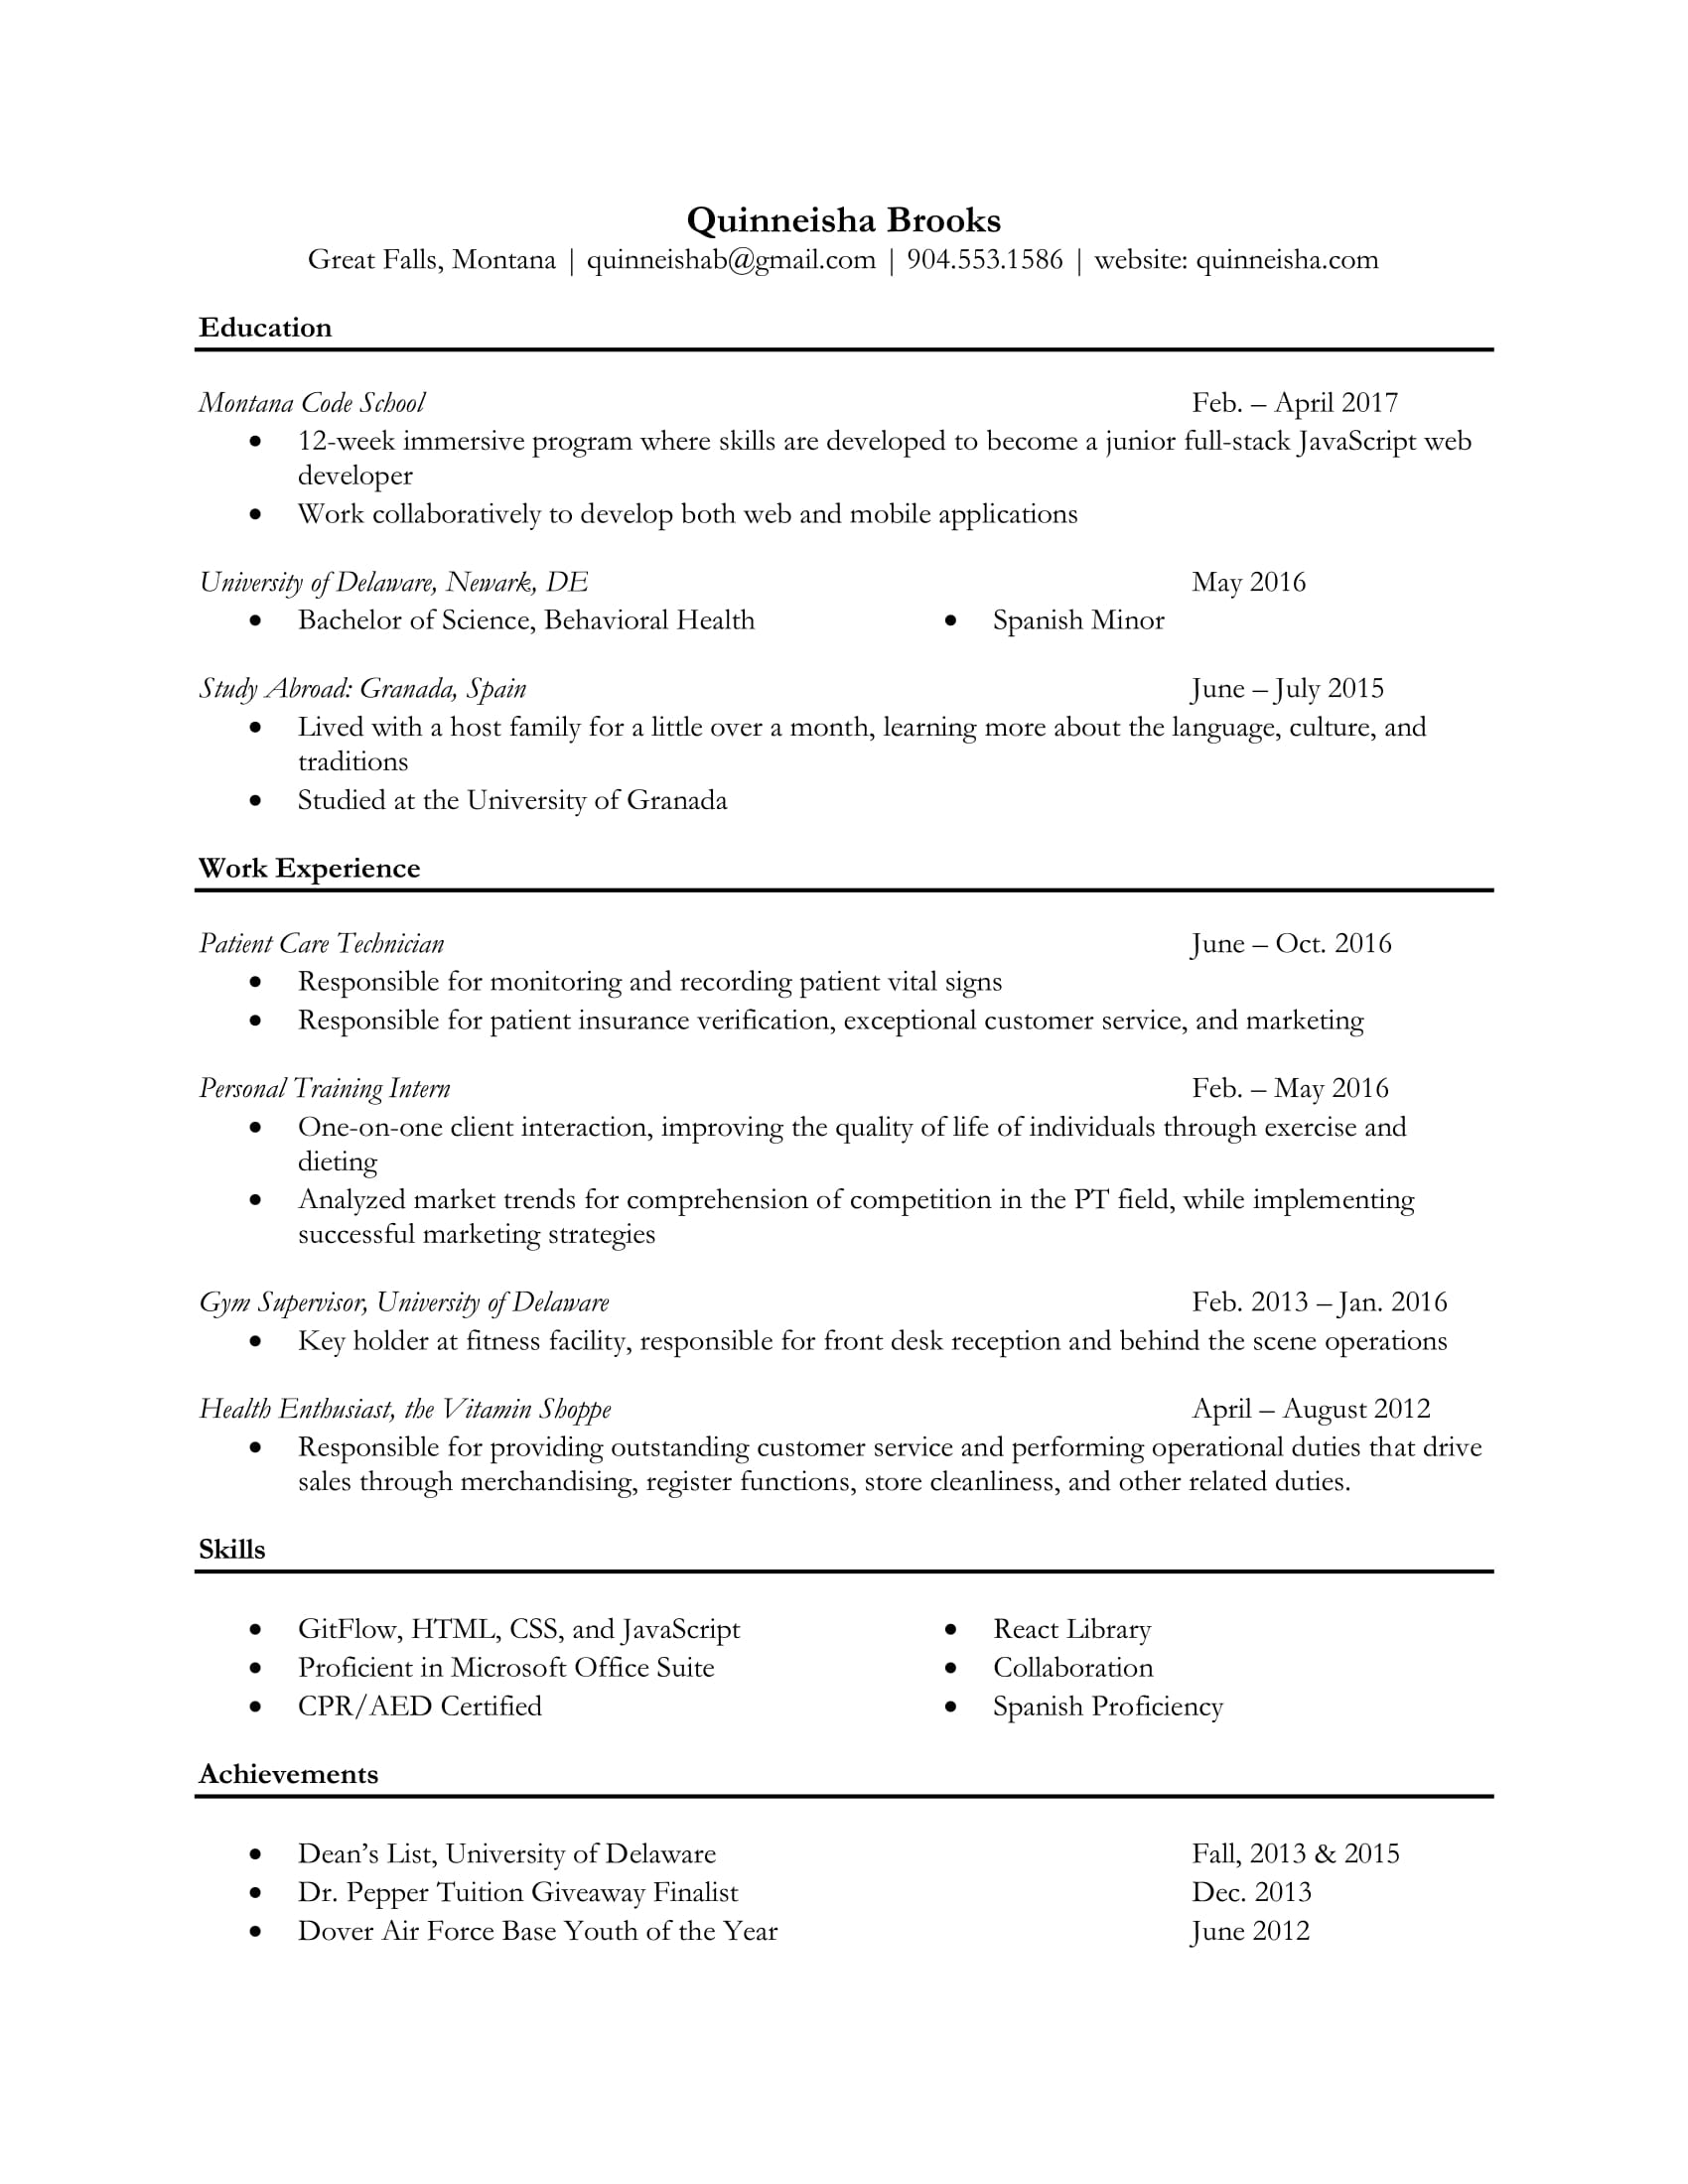 Quinneisha Brooks
Great Falls, Montana | quinneishab@gmail.com | 904.553.1586 | website: quinneisha.com
Education
Montana Code School Feb. – April 2017
• 12-week immersive program where skills are developed to become a junior full-stack JavaScript web
developer
• Work collaboratively to develop both web and mobile applications
University of Delaware, Newark, DE May 2016
• Bachelor of Science, Behavioral Health • Spanish Minor
Study Abroad: Granada, Spain June – July 2015
• Lived with a host family for a little over a month, learning more about the language, culture, and
traditions
• Studied at the University of Granada
Work Experience
Patient Care Technician June – Oct. 2016
• Responsible for monitoring and recording patient vital signs
• Responsible for patient insurance verification, exceptional customer service, and marketing
Personal Training Intern Feb. – May 2016
• One-on-one client interaction, improving the quality of life of individuals through exercise and
dieting
• Analyzed market trends for comprehension of competition in the PT field, while implementing
successful marketing strategies
Gym Supervisor, University of Delaware Feb. 2013 – Jan. 2016
• Key holder at fitness facility, responsible for front desk reception and behind the scene operations
Health Enthusiast, the Vitamin Shoppe April – August 2012
• Responsible for providing outstanding customer service and performing operational duties that drive
sales through merchandising, register functions, store cleanliness, and other related duties.
Skills
• GitFlow, HTML, CSS, and JavaScript • React Library
• Proficient in Microsoft Office Suite • Collaboration
• CPR/AED Certified • Spanish Proficiency
Achievements
• Dean’s List, University of Delaware Fall, 2013 & 2015
• Dr. Pepper Tuition Giveaway Finalist Dec. 2013
• Dover Air Force Base Youth of the Year June 2012